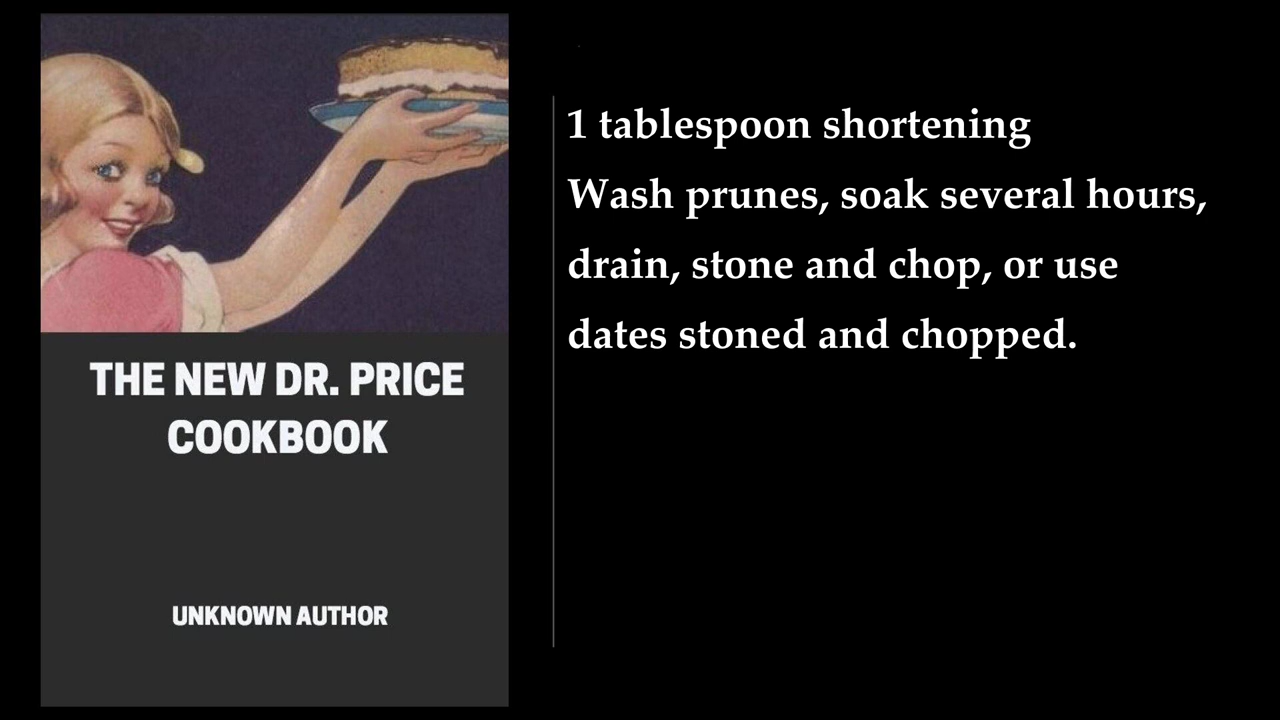 THE NEW DR. PRICE
COOKBOOK
UNKNOWN AUTHOR
1 tablespoon shortening
Wash prunes, soak several hours,
drain, stone and chop, or use
dates stoned and chopped.